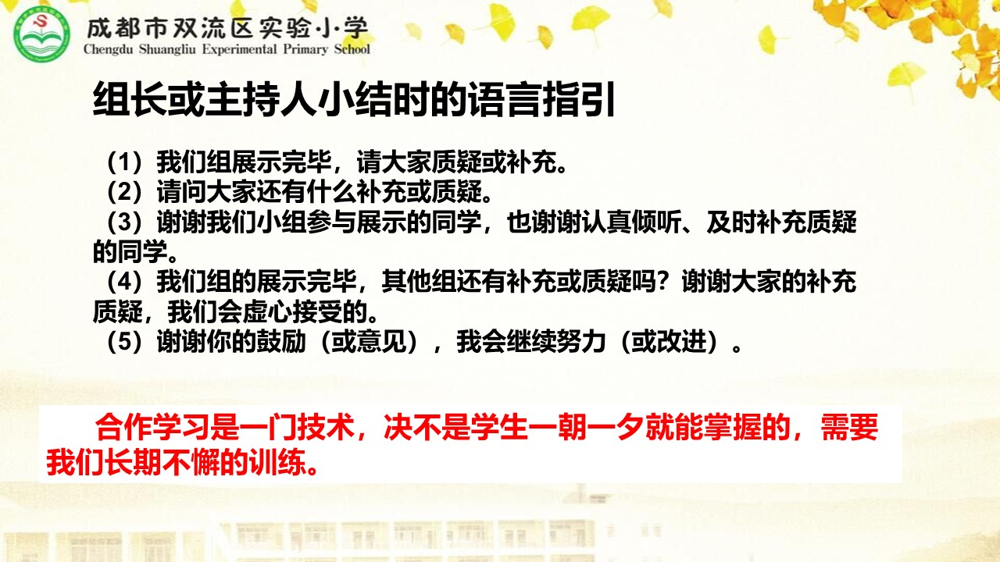 成都市双流区实验小学
Chengdu Shuangliu Experimental Primary School
组长或主持人小结时的语言指引
（1）我们组展示完毕，请大家质疑或补充。
（2）请问大家还有什么补充或质疑。
（3）谢谢我们小组参与展示的同学，也谢谢认真倾听、及时补充质疑
的同学。
（4）我们组的展示完毕，其他组还有补充或质疑吗？谢谢大家的补充
质疑，我们会虚心接受的。
（5）谢谢你的鼓励（或意见），我会继续努力（或改进）。
合作学习是一门技术，决不是学生一朝一夕就能掌握的，需要
我们长期不懈的训练。